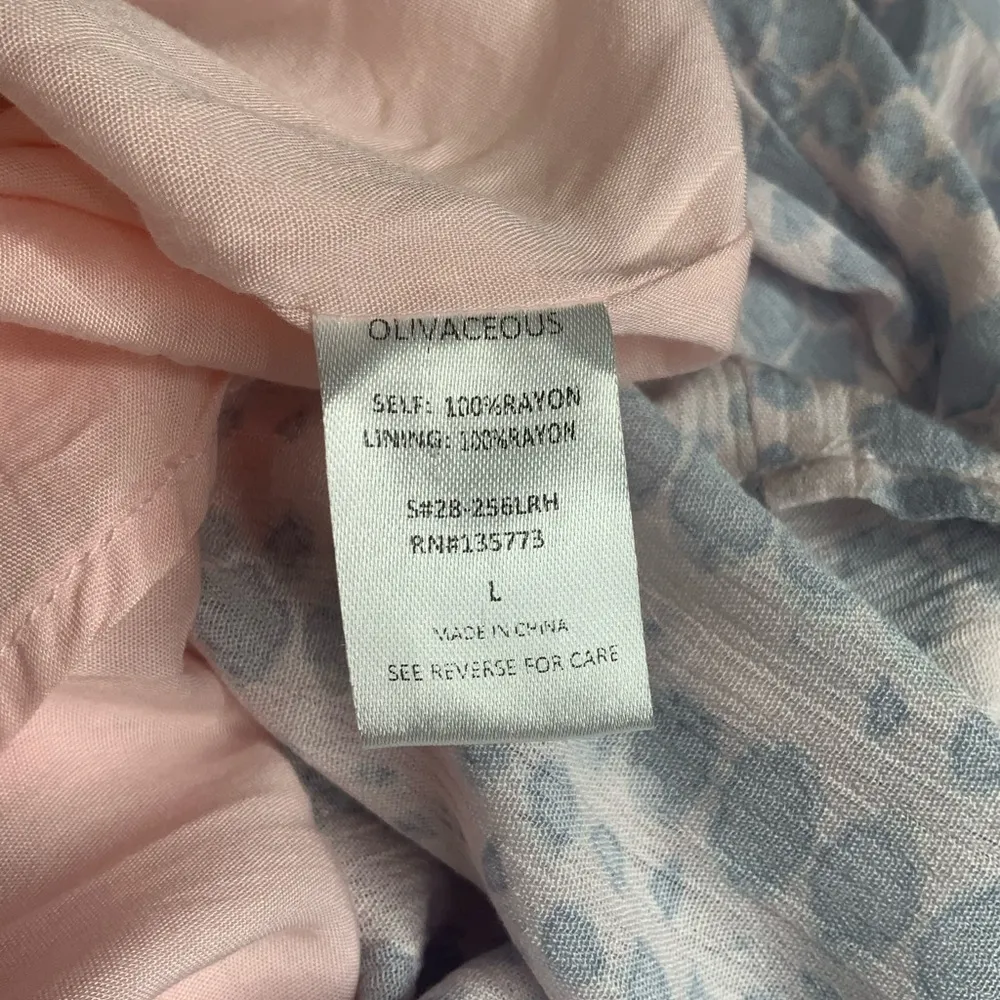 OLIVACEOUS
SELF: 100%RAYON
LINING: 100%RAYON
S#28-256LRH
RN#135773
L
MADE IN CHINA
SEE REVERSE FOR CARE